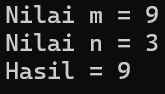 Nilai m = 9
Nilai n = 3
Hasil = 9